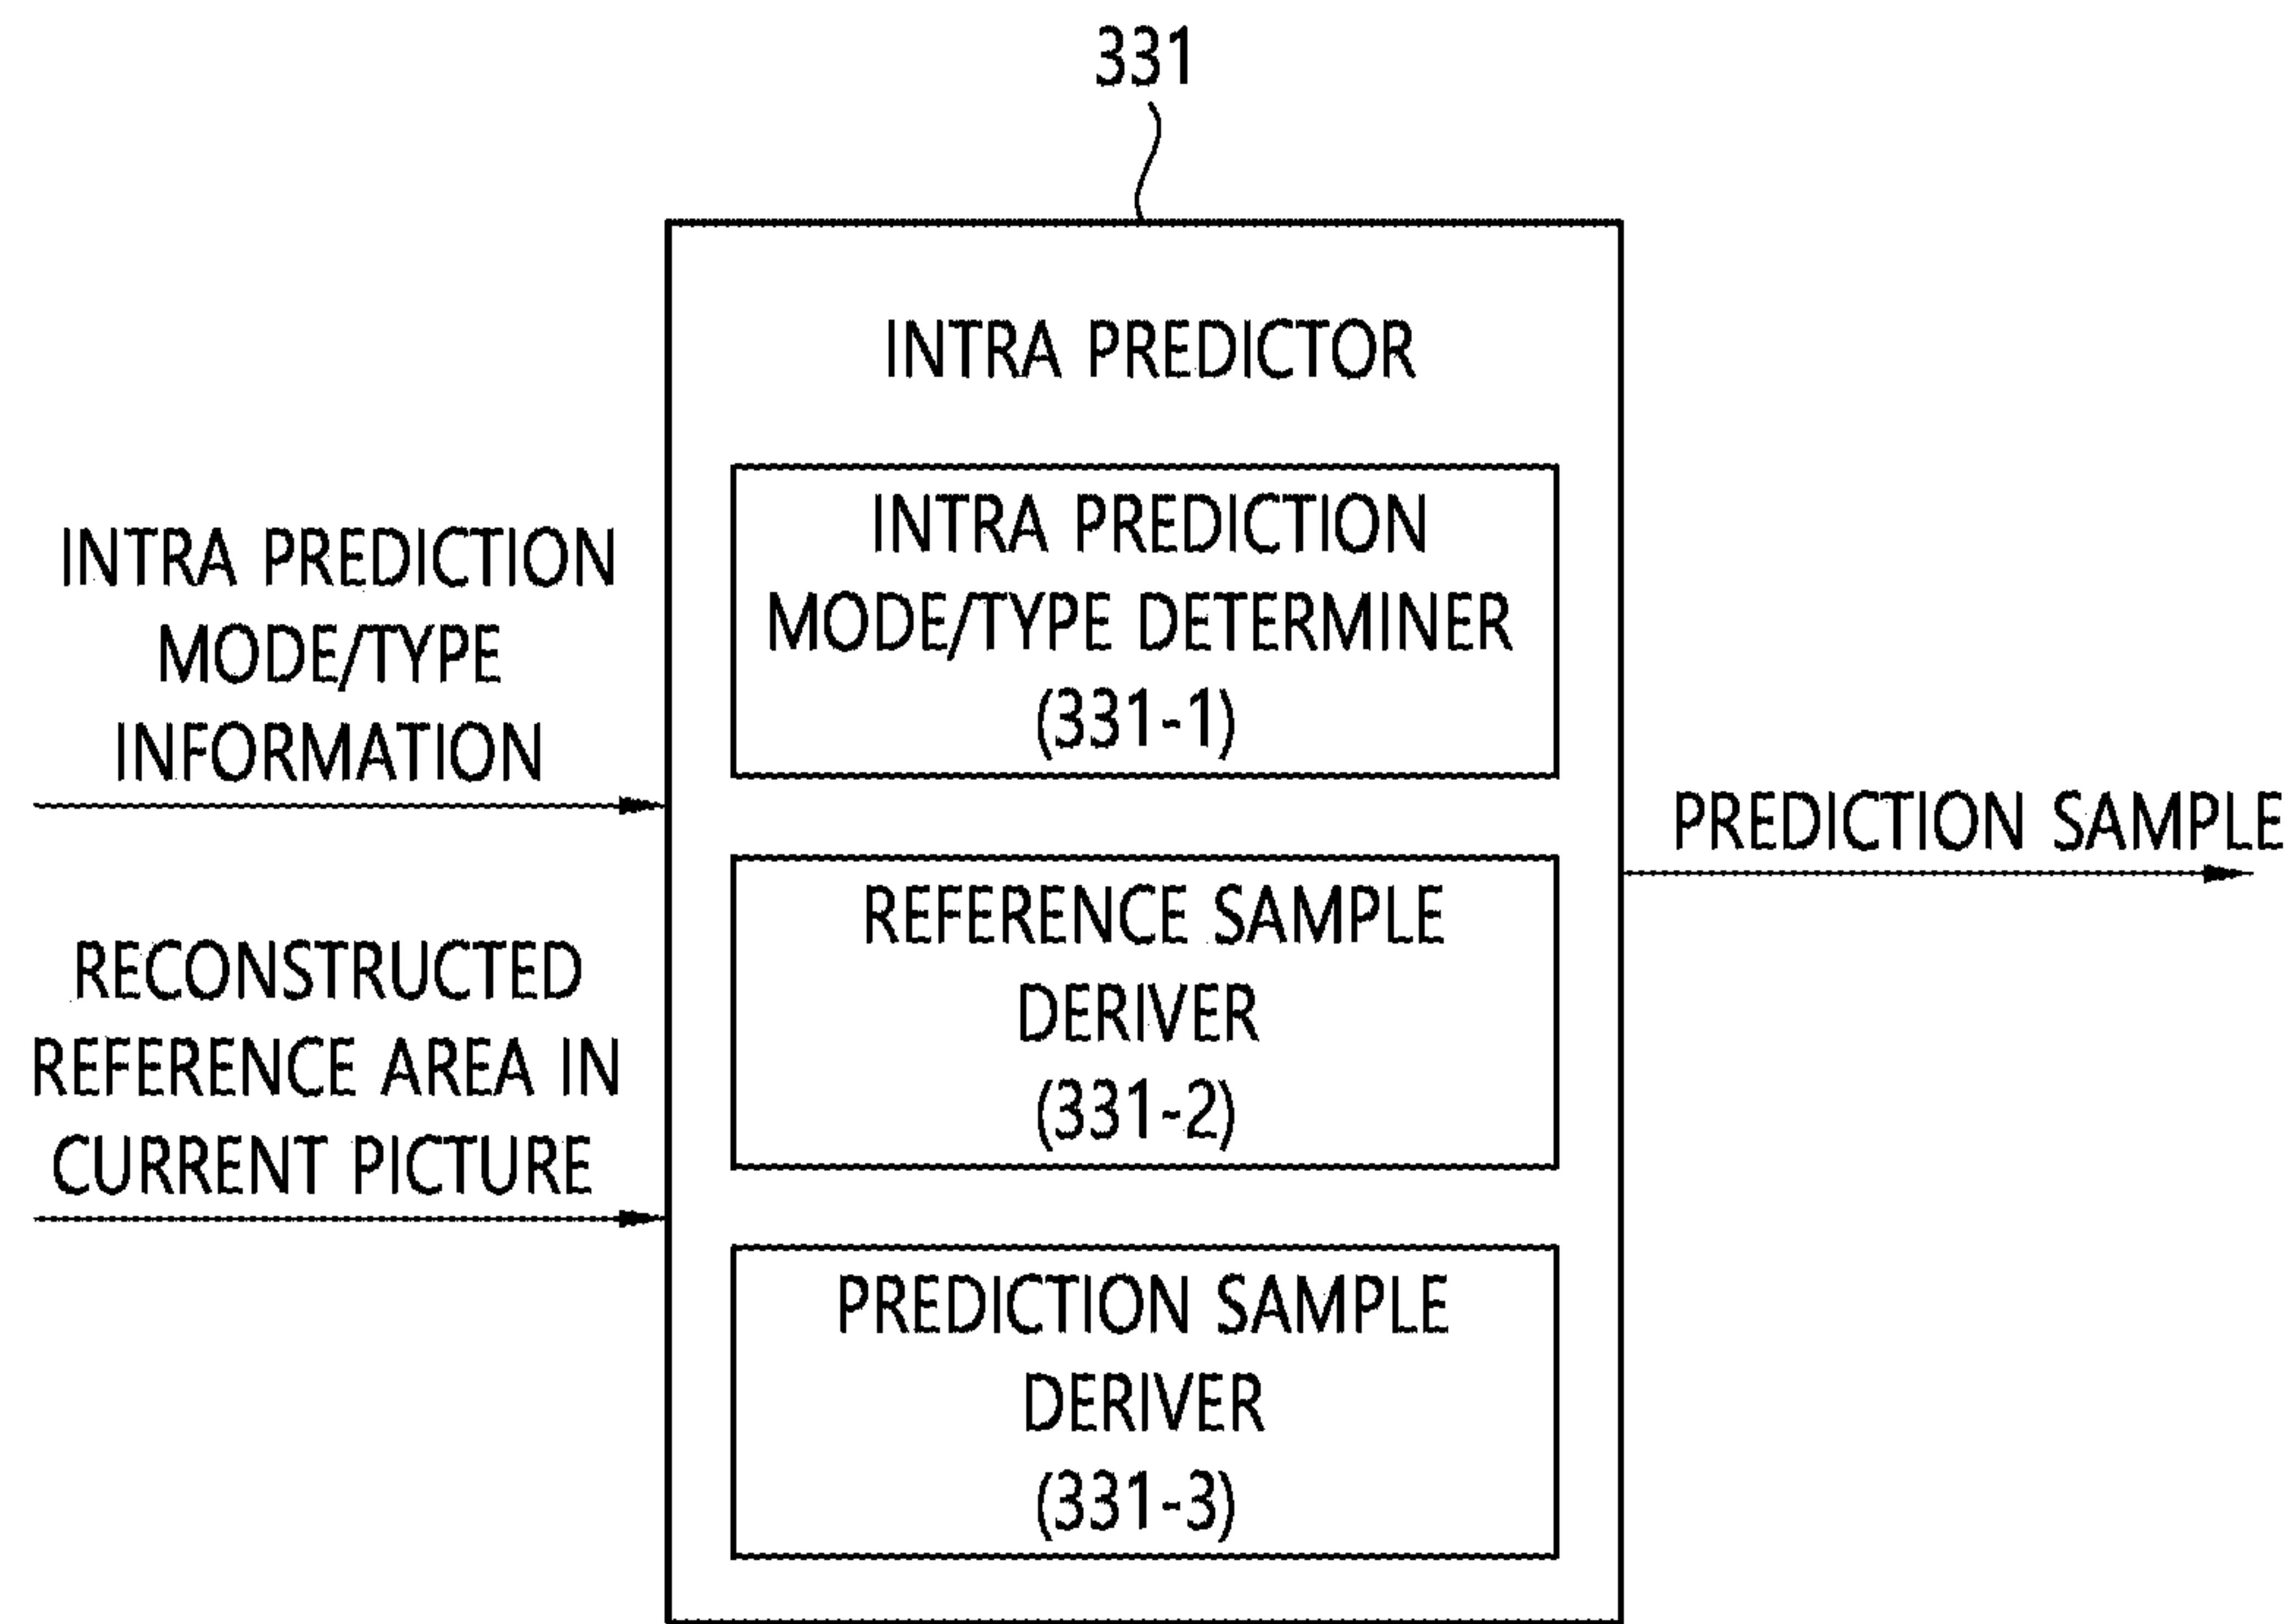 331
INTRA PREDICTOR
INTRA PREDICTION
MODE/TYPE DETERMINER
(331-1)
INTRA PREDICTION
MODE/TYPE
INFORMATION
PREDICTION SAMPLE
REFERENCE SAMPLE
DERIVER
(331-2)
RECONSTRUCTED
REFERENCE AREA IN
CURRENT PICTURE
PREDICTION SAMPLE
DERIVER
(331-3)